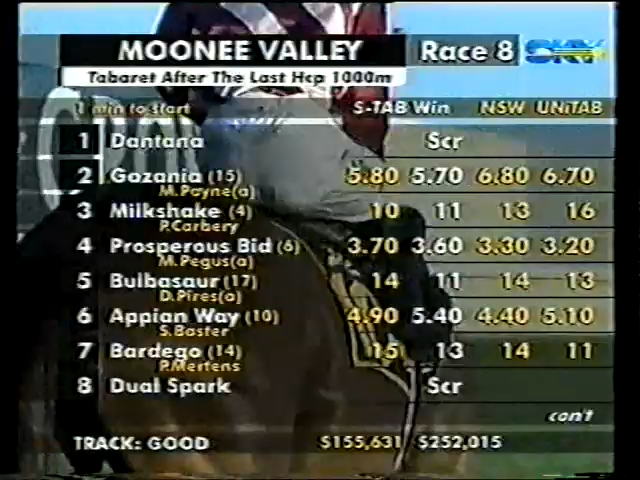 MOONEE VALLEY Race 8 SKY
Tabaret After The Last Hcp 1000m
1 min to start S-TAB Win NSW UNiTAB
1 Dantana Scr
2 Gozania (15) 5.80 5.70 6.80 6.70
M.Payne(a)
3 Milkshake (4) 10 11 13 16
P.Carbery
4 Prosperous Bid (6) 3.70 3.60 3.30 3.20
M.Pegus(a)
5 Bulbasaur (17) 14 11 14 13
D.Pires(a)
6 Appian Way (10) 4.90 5.40 4.40 5.10
S.Baster
7 Bardego (14) 15 13 14 11
P.Mertens
8 Dual Spark Scr
con't
TRACK: GOOD $155,631 $252,015